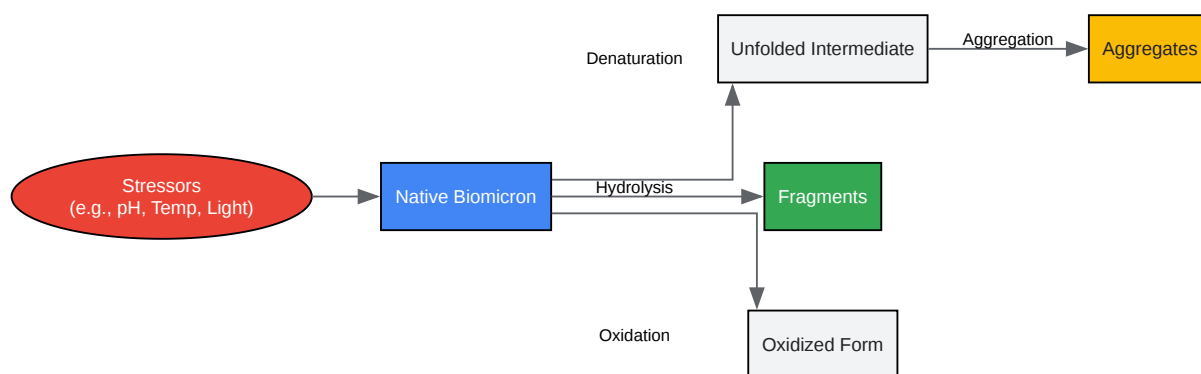 Denaturation
Unfolded Intermediate
Aggregation
Aggregates
Stressors
(e.g., pH, Temp, Light)
Native Biomicron
Hydrolysis
Fragments
Oxidation
Oxidized Form